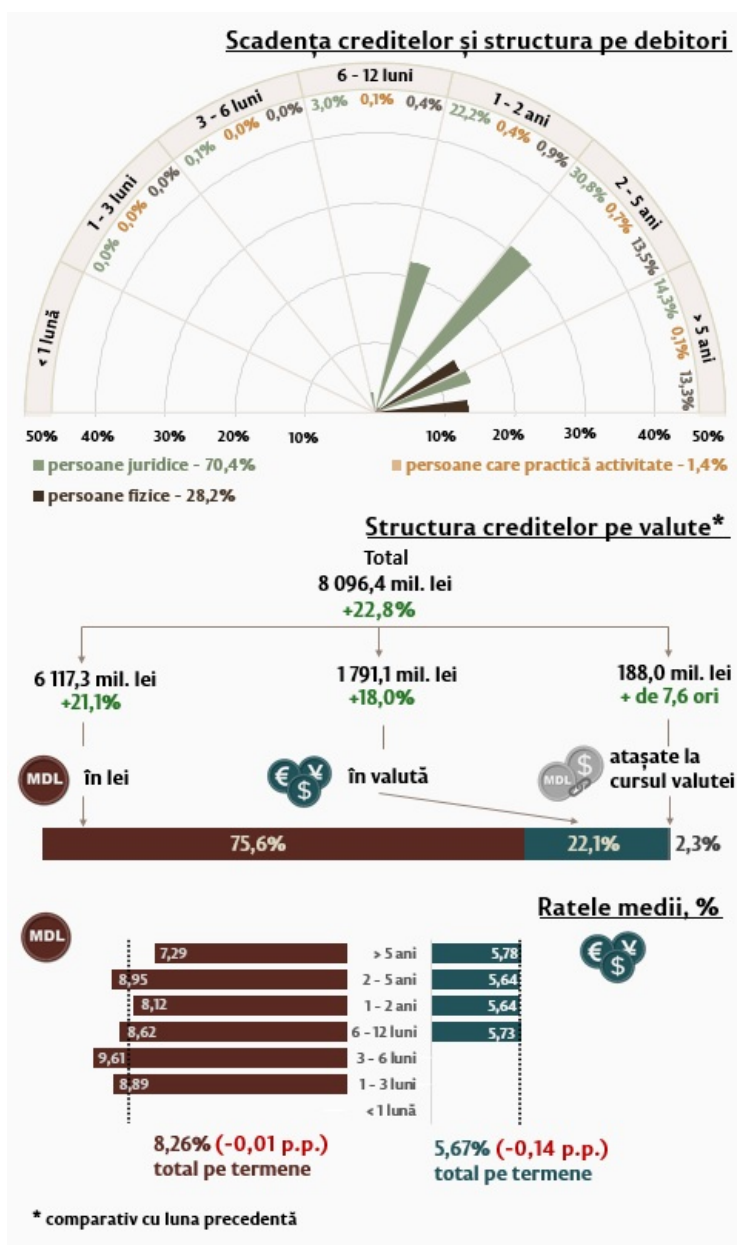 Scadența creditelor și structura pe debitori
< 1 lună
1 - 3 luni
3 - 6 luni
6 - 12 luni
1 - 2 ani
2 - 5 ani
> 5 ani
0,0% 0,0% 0,0%
0,1% 0,0% 0,0%
3,0% 0,1% 0,4%
22,2% 0,4% 0,9%
30,8% 0,7% 13,5%
14,3% 0,1% 13,3%
50% 40% 30% 20% 10% 10% 20% 30% 40% 50%
persoane juridice - 70,4%
persoane care practică activitate - 1,4%
persoane fizice - 28,2%
Structura creditelor pe valute*
Total
8 096,4 mil. lei
+22,8%
6 117,3 mil. lei
+21,1%
1 791,1 mil. lei
+18,0%
188,0 mil. lei
+ de 7,6 ori
MDL
în lei
€ ¥ $
în valută
MDL $
atașate la
cursul valutei
75,6% 22,1% 2,3%
Ratele medii, %
MDL
€ ¥ $
7,29 > 5 ani 5,78
8,95 2 - 5 ani 5,64
8,12 1 - 2 ani 5,64
8,62 6 - 12 luni 5,73
9,61 3 - 6 luni
8,89 1 - 3 luni
< 1 lună
8,26% (-0,01 p.p.)
total pe termene
5,67% (-0,14 p.p.)
total pe termene
* comparativ cu luna precedentă